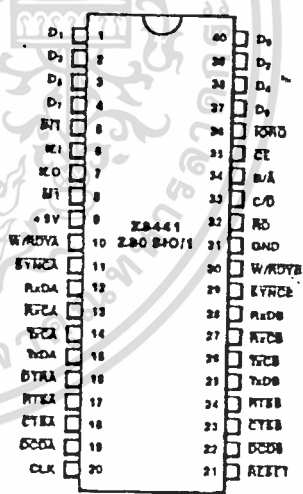 D1 1 40 D0
D3 2 39 D2
D5 3 38 D4
D7 4 37 D6
INT 5 36 IORQ
IEI 6 35 CE
IEO 7 34 B/A
M1 8 33 C/D
+5V 9 32 RD
Z8441
Z80 SIO/1
31 GND
W/RDYA 10 30 W/RDYB
SYNCA 11 29 SYNCB
RxDA 12 28 RxDB
RxCA 13 27 RxCB
TxCA 14 26 TxCB
TxDA 15 25 TxDB
DTRA 16 24 RTSB
RTSA 17 23 CTSB
CTSA 18 22 DCDB
DCDA 19 21 RESET
CLK 20